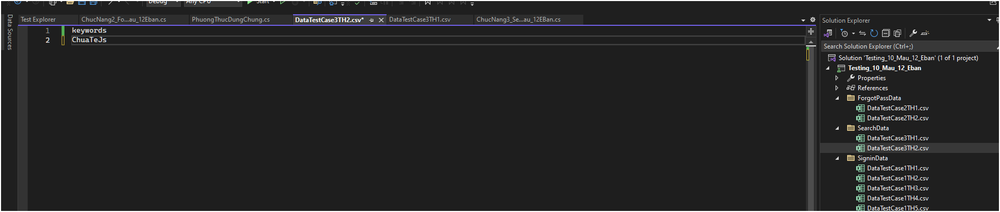 Debug
Any CPU
Start
Data Sources
Test Explorer
ChucNang2_Fo...au_12Eban.cs
PhuongThucDungChung.cs
DataTestCase3TH2.csv*
DataTestCase3TH1.csv
ChucNang3_Se...au_12EBan.cs
1 keywords
2 ChuaTeJs
Solution Explorer
Search Solution Explorer (Ctrl+;)
Solution 'Testing_10_Mau_12_Eban' (1 of 1 project)
Testing_10_Mau_12_Eban
Properties
References
ForgotPassData
DataTestCase2TH1.csv
DataTestCase2TH2.csv
SearchData
DataTestCase3TH1.csv
DataTestCase3TH2.csv
SigninData
DataTestCase1TH1.csv
DataTestCase1TH2.csv
DataTestCase1TH3.csv
DataTestCase1TH4.csv
DataTestCase1TH5.csv